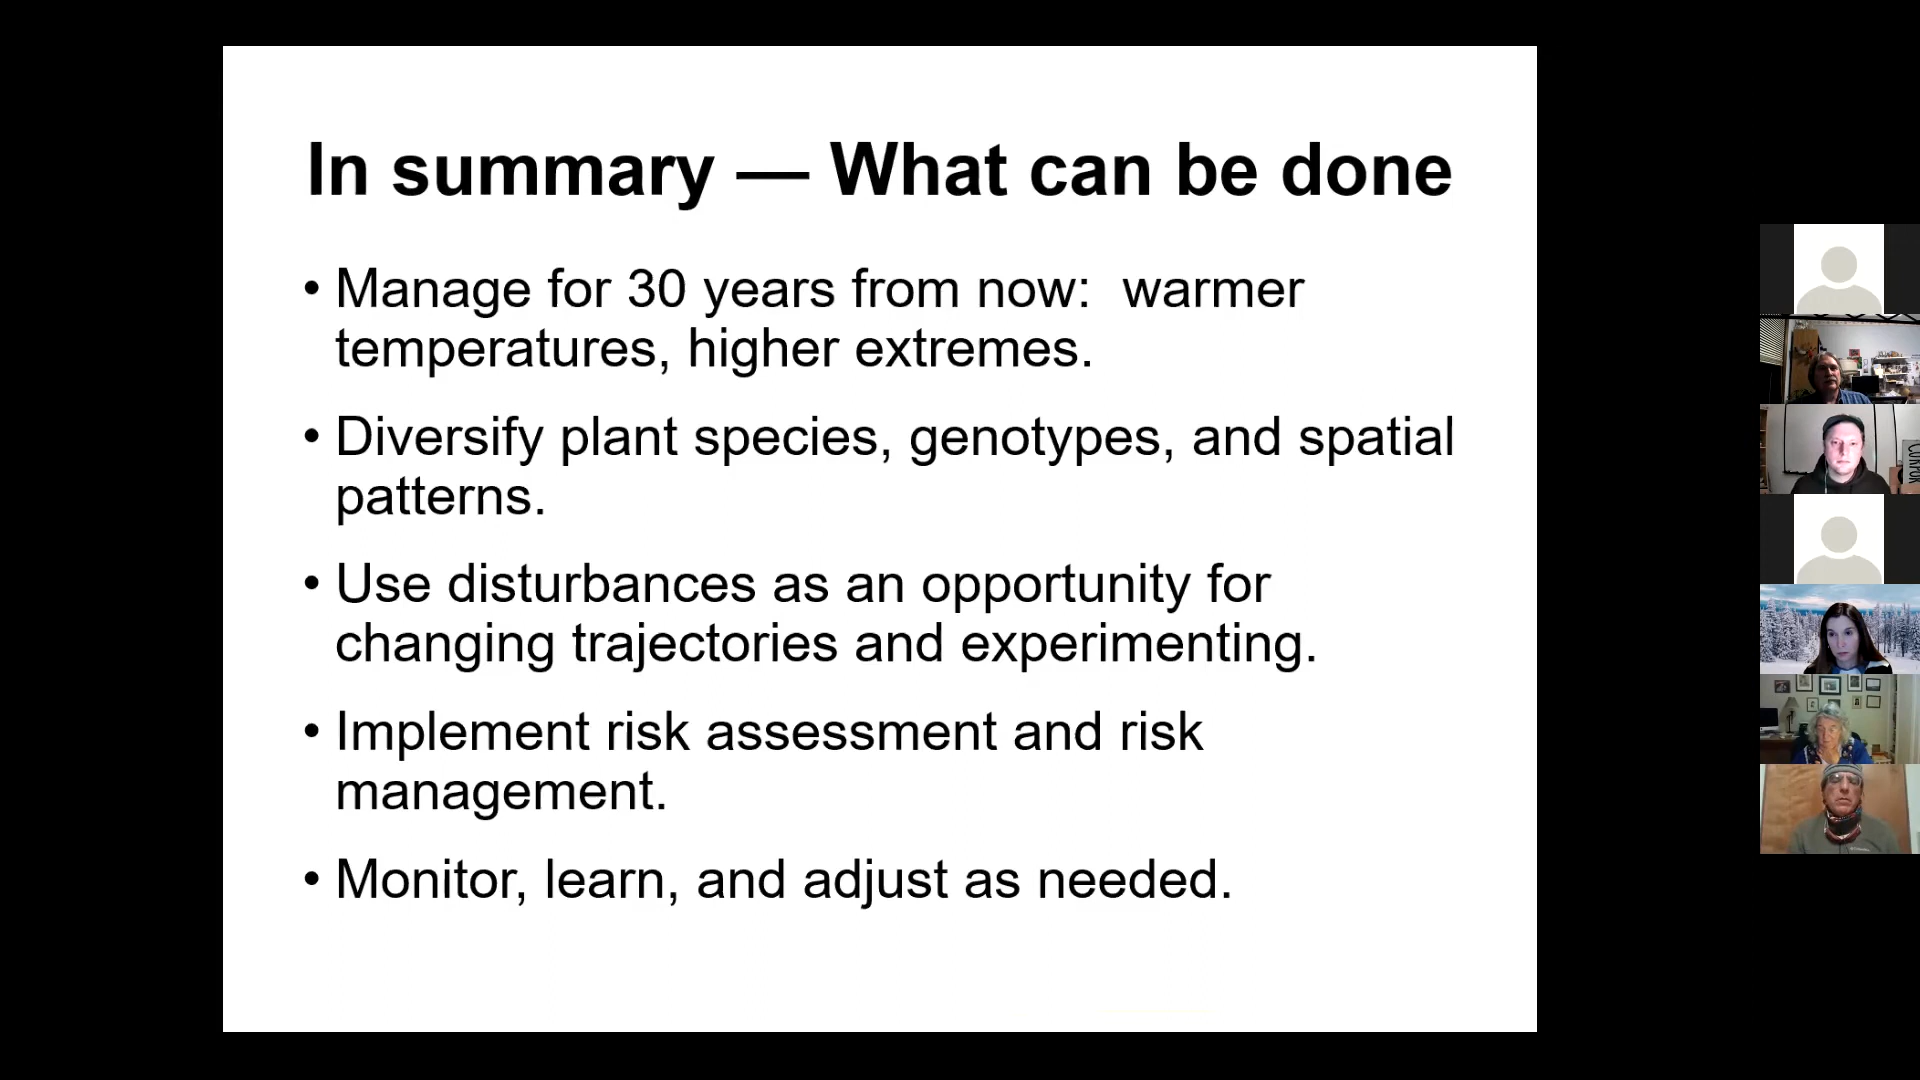 In summary — What can be done
• Manage for 30 years from now:  warmer
temperatures, higher extremes.
• Diversify plant species, genotypes, and spatial
patterns.
• Use disturbances as an opportunity for
changing trajectories and experimenting.
• Implement risk assessment and risk
management.
• Monitor, learn, and adjust as needed.